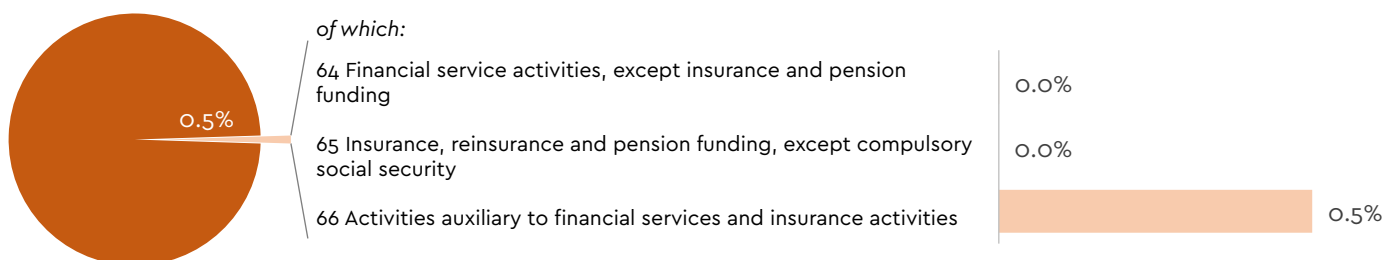 of which:
0.5%
64 Financial service activities, except insurance and pension
funding
0.0%
65 Insurance, reinsurance and pension funding, except compulsory
social security
0.0%
66 Activities auxiliary to financial services and insurance activities
0.5%